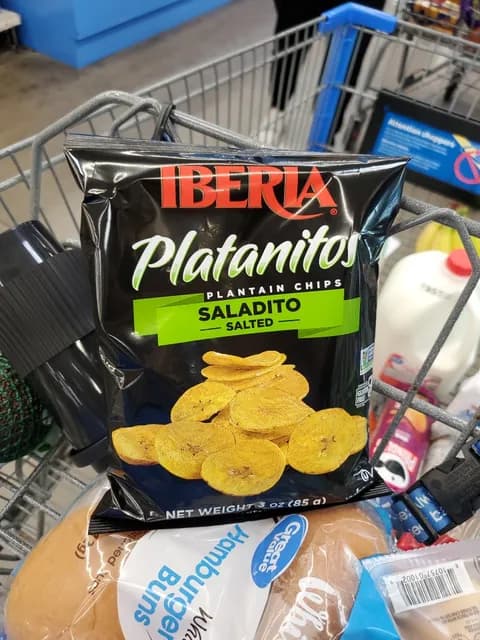 Attention shoppers
IBERIA®
Platanitos
PLANTAIN CHIPS
SALADITO
SALTED
NET WEIGHT 3 oz (85 g)
Great Value
Hamburger
Buns